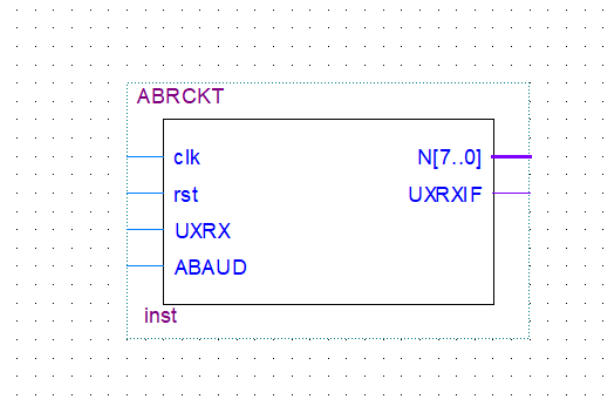 ABRCKT
clk N[7..0]
rst UXRXIF
UXRX
ABAUD
inst